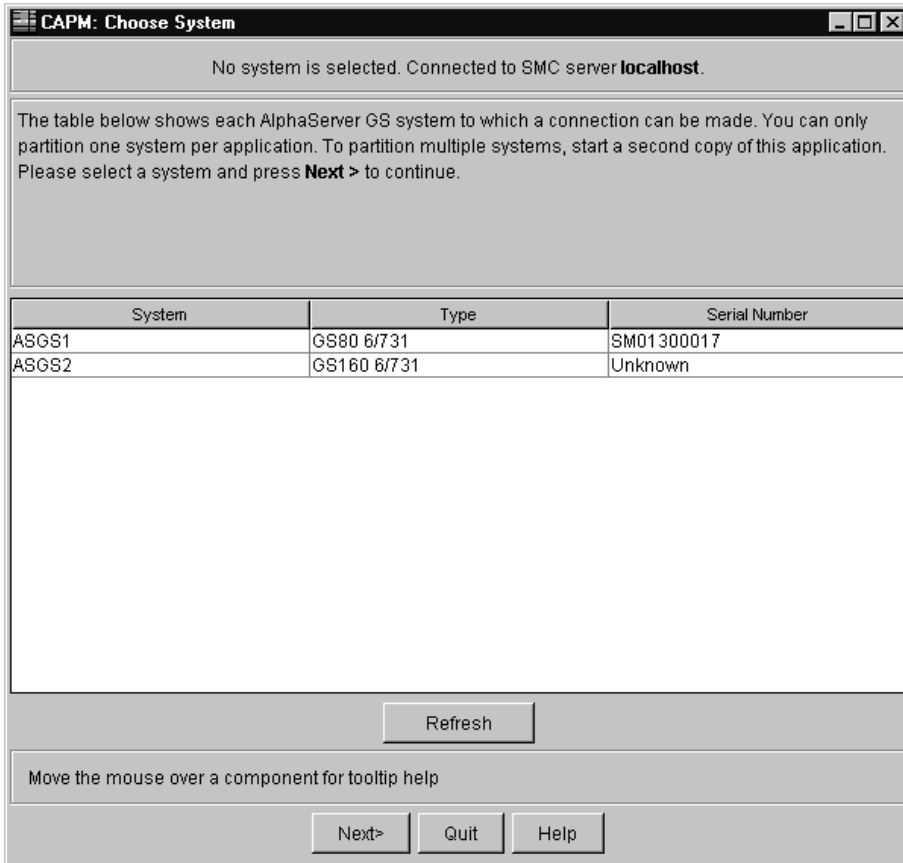 CAPM: Choose System
No system is selected. Connected to SMC server localhost.
The table below shows each AlphaServer GS system to which a connection can be made. You can only
partition one system per application. To partition multiple systems, start a second copy of this application.
Please select a system and press Next > to continue.
System Type Serial Number
ASGS1 GS80 6/731 SM01300017
ASGS2 GS160 6/731 Unknown
Refresh
Move the mouse over a component for tooltip help
Next> Quit Help